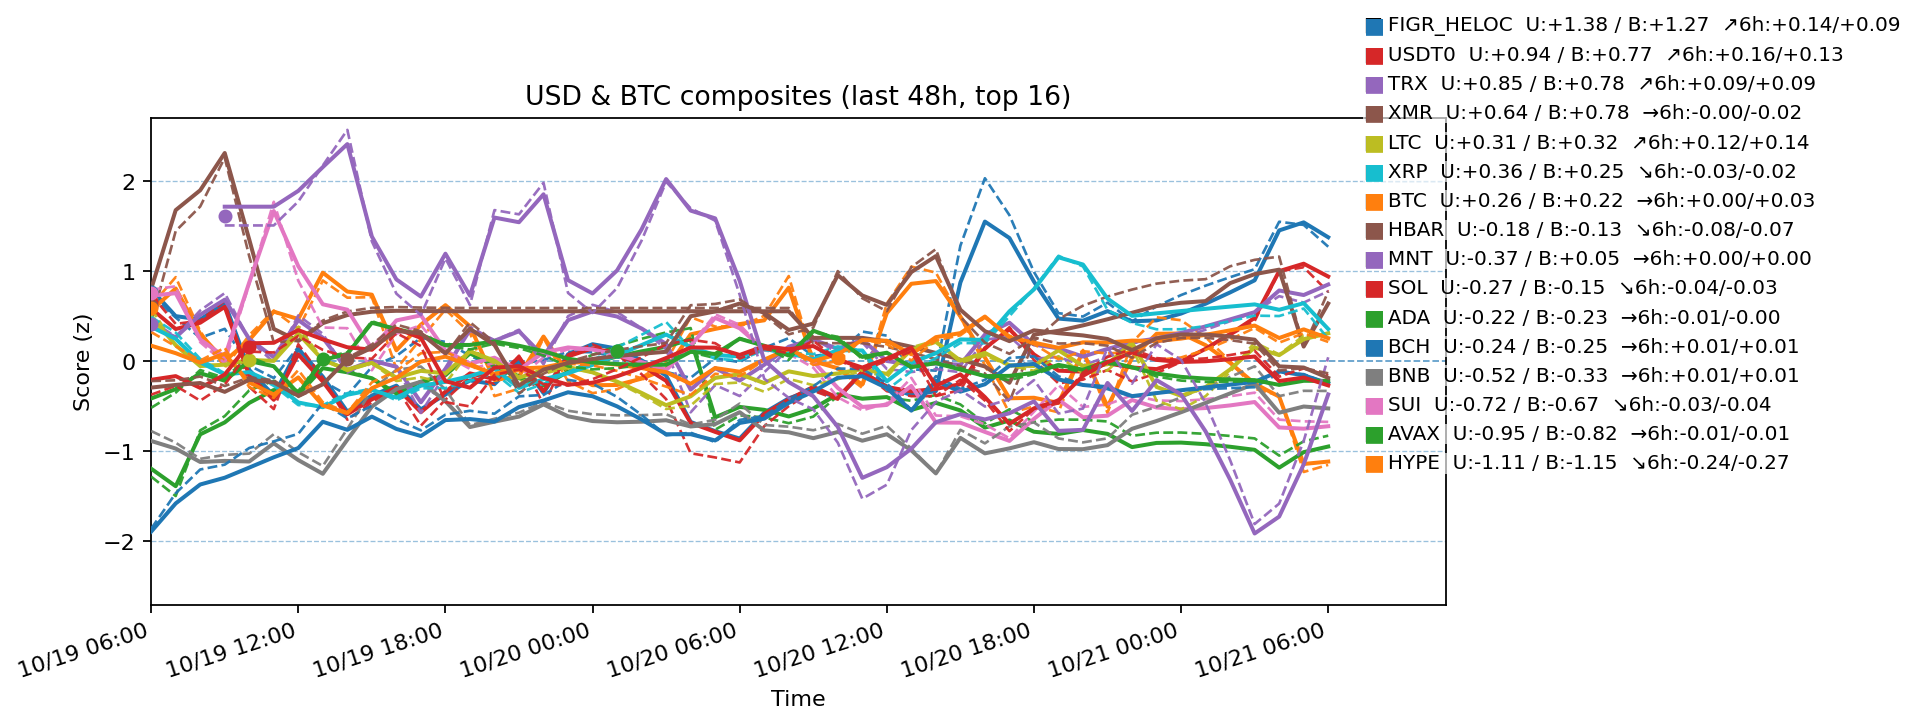 FIGR_HELOC  U:+1.38 / B:+1.27  ↗6h:+0.14/+0.09
USDT0  U:+0.94 / B:+0.77  ↗6h:+0.16/+0.13
TRX  U:+0.85 / B:+0.78  ↗6h:+0.09/+0.09
XMR  U:+0.64 / B:+0.78  →6h:-0.00/-0.02
LTC  U:+0.31 / B:+0.32  ↗6h:+0.12/+0.14
XRP  U:+0.36 / B:+0.25  ↘6h:-0.03/-0.02
BTC  U:+0.26 / B:+0.22  →6h:+0.00/+0.03
HBAR  U:-0.18 / B:-0.13  ↘6h:-0.08/-0.07
MNT  U:-0.37 / B:+0.05  →6h:+0.00/+0.00
SOL  U:-0.27 / B:-0.15  ↘6h:-0.04/-0.03
ADA  U:-0.22 / B:-0.23  →6h:-0.01/-0.00
BCH  U:-0.24 / B:-0.25  →6h:+0.01/+0.01
BNB  U:-0.52 / B:-0.33  →6h:+0.01/+0.01
SUI  U:-0.72 / B:-0.67  ↘6h:-0.03/-0.04
AVAX  U:-0.95 / B:-0.82  →6h:-0.01/-0.01
HYPE  U:-1.11 / B:-1.15  ↘6h:-0.24/-0.27
USD & BTC composites (last 48h, top 16)
Score (z)
2
1
0
−1
−2
10/19 06:00
10/19 12:00
10/19 18:00
10/20 00:00
10/20 06:00
10/20 12:00
10/20 18:00
10/21 00:00
10/21 06:00
Time